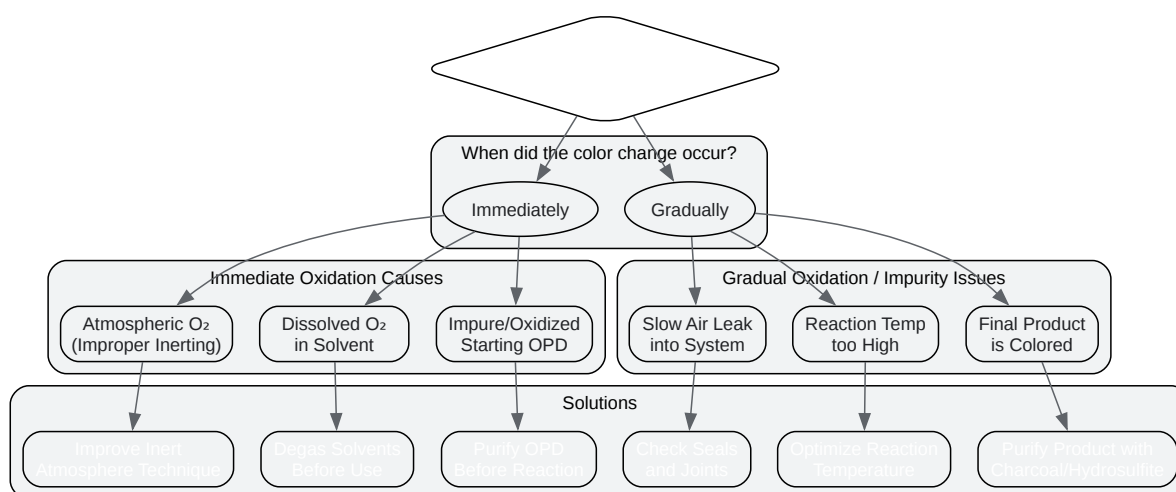 When did the color change occur?
Immediately
Gradually
Immediate Oxidation Causes
Gradual Oxidation / Impurity Issues
Atmospheric O₂
(Improper Inerting)
Dissolved O₂
in Solvent
Impure/Oxidized
Starting OPD
Slow Air Leak
into System
Reaction Temp
too High
Final Product
is Colored
Solutions
Improve Inert
Atmosphere Technique
Degas Solvents
Before Use
Purify OPD
Before Reaction
Check Seals
and Joints
Optimize Reaction
Temperature
Purify Product with
Charcoal/Hydrosulfite